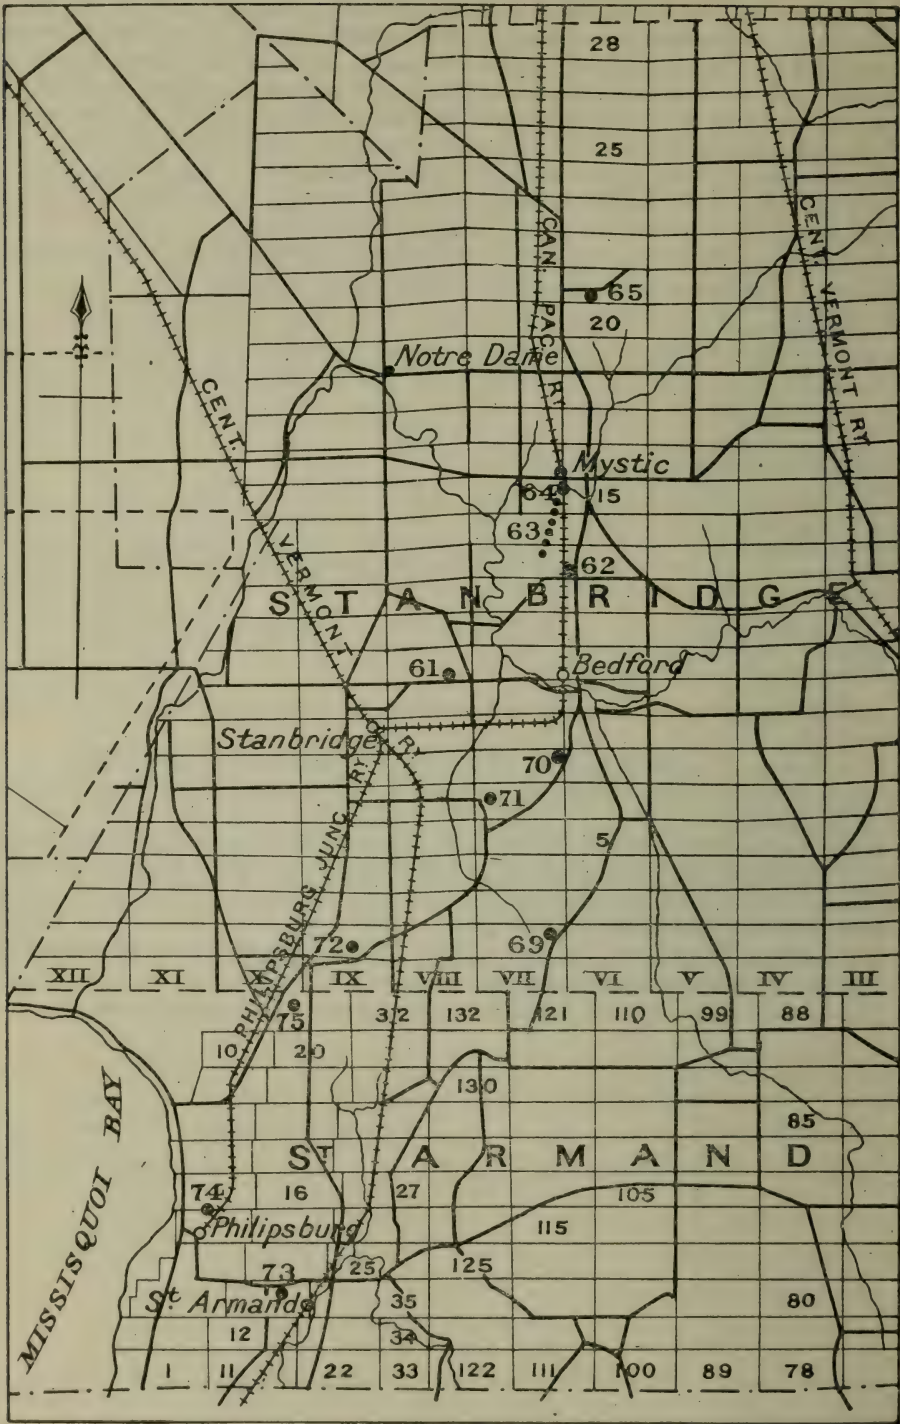 28
25
CAN. PAC. RY.
CENT. VERMONT RY.
65
20
Notre Dame
CENT. VERMONT RY.
Mystic
64
15
63
62
STANBRIDGE
61
Bedford
Stanbridge
70
71
5
PHILIPSBURG JUNC. RY.
72
69
XII XI X IX VIII VII VI V IV III
75
32 132 121 110 99 88
10 20
130
85
ST ARMAND
74
16 27 105
Philipsburg
115
25 125
73
St Armand
35 80
12 34
1 11 22 33 122 111 100 89 78
MISSISQUOI BAY